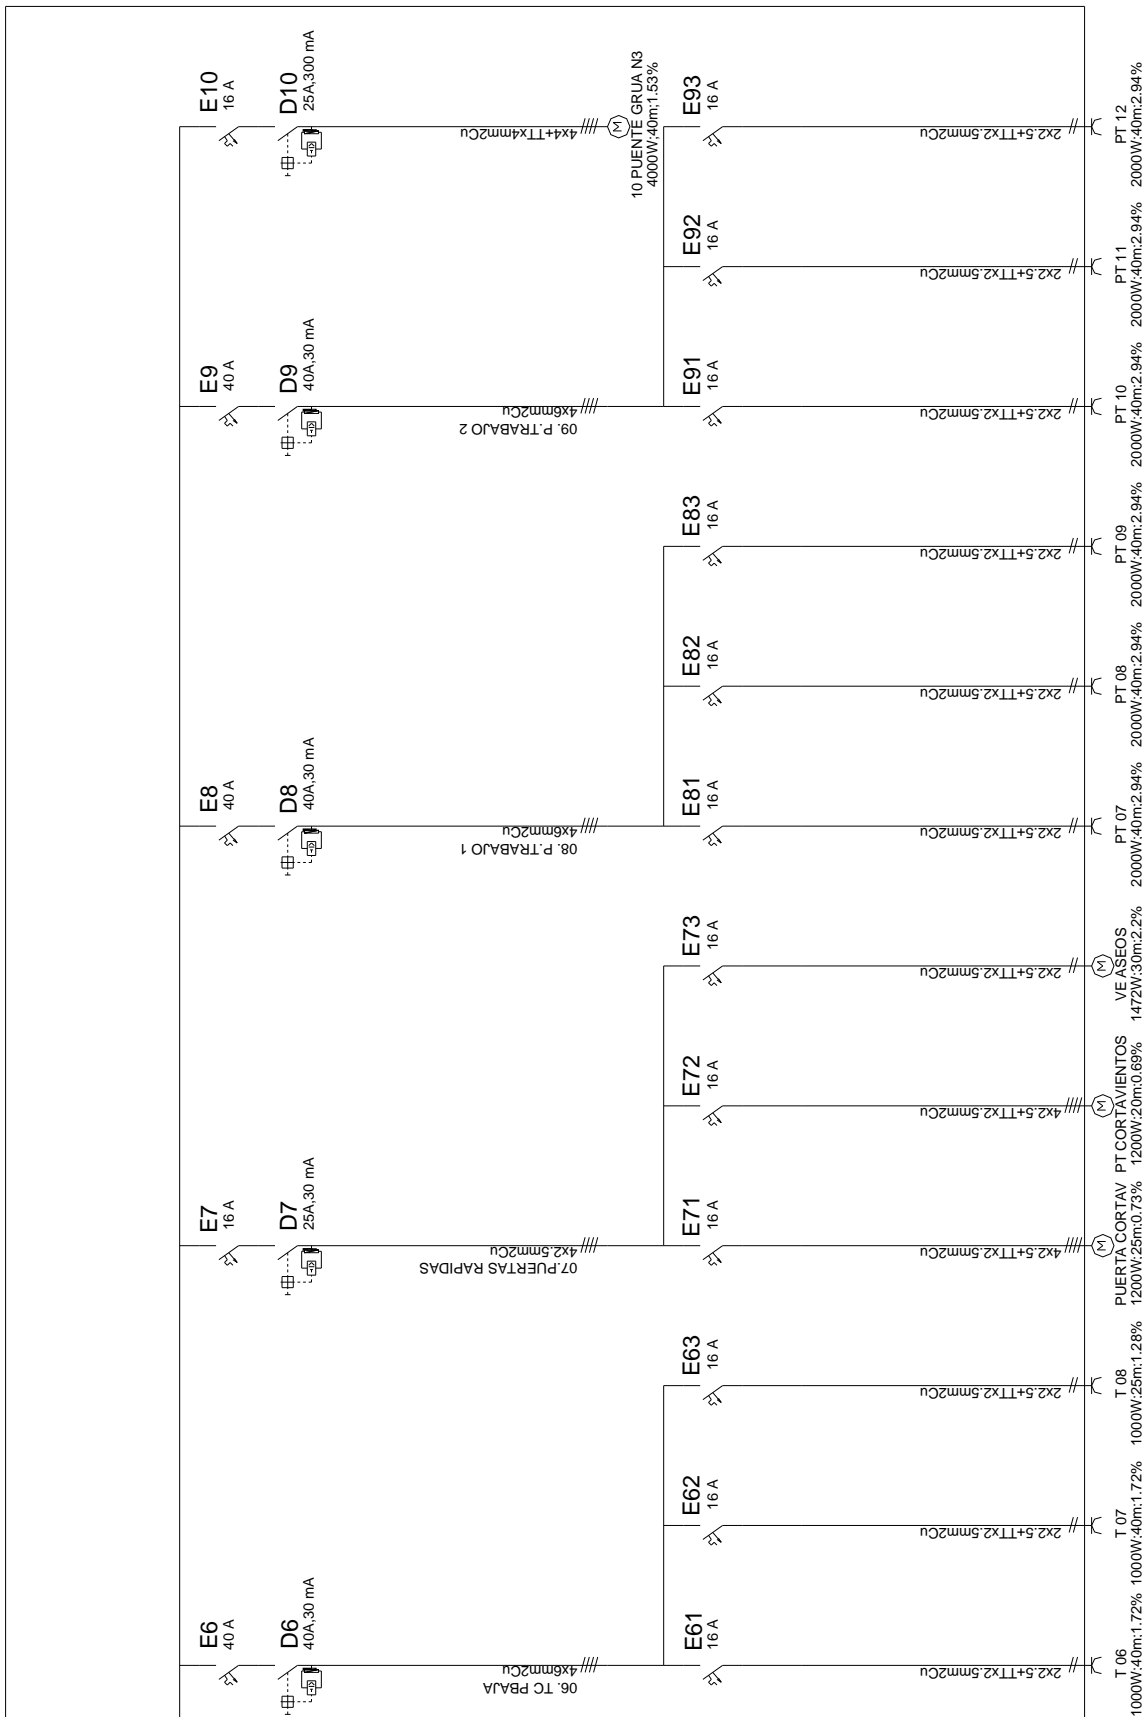 E10
16 A
D10
25A,300 mA
4x4+TTx4mm2Cu
M
10 PUENTE GRUA N3
4000W;40m;1.53%
E93
16 A
2x2.5+TTx2.5mm2Cu
PT 12
2000W:40m:2.94%
E92
16 A
2x2.5+TTx2.5mm2Cu
PT 11
2000W:40m:2.94%
E9
40 A
D9
40A,30 mA
4x6mm2Cu
09. P.TRABAJO 2
E91
16 A
2x2.5+TTx2.5mm2Cu
PT 10
2000W:40m:2.94%
E83
16 A
2x2.5+TTx2.5mm2Cu
PT 09
2000W:40m:2.94%
E82
16 A
2x2.5+TTx2.5mm2Cu
PT 08
2000W:40m:2.94%
E8
40 A
D8
40A,30 mA
4x6mm2Cu
08. P.TRABAJO 1
E81
16 A
2x2.5+TTx2.5mm2Cu
PT 07
2000W:40m:2.94%
E73
16 A
2x2.5+TTx2.5mm2Cu
M
VE ASEOS
1472W:30m:2.2%
E72
16 A
4x2.5+TTx2.5mm2Cu
M
PT CORTAVIENTOS
1200W:20m:0.69%
E7
16 A
D7
25A,30 mA
4x2.5mm2Cu
07.PUERTAS RAPIDAS
E71
16 A
4x2.5+TTx2.5mm2Cu
M
PUERTA CORTAV
1200W:25m:0.73%
E63
16 A
2x2.5+TTx2.5mm2Cu
T 08
1000W:25m:1.28%
E62
16 A
2x2.5+TTx2.5mm2Cu
T 07
1000W:40m:1.72%
E6
40 A
D6
40A,30 mA
4x6mm2Cu
06. TC PBAJA
E61
16 A
2x2.5+TTx2.5mm2Cu
T 06
1000W:40m:1.72%